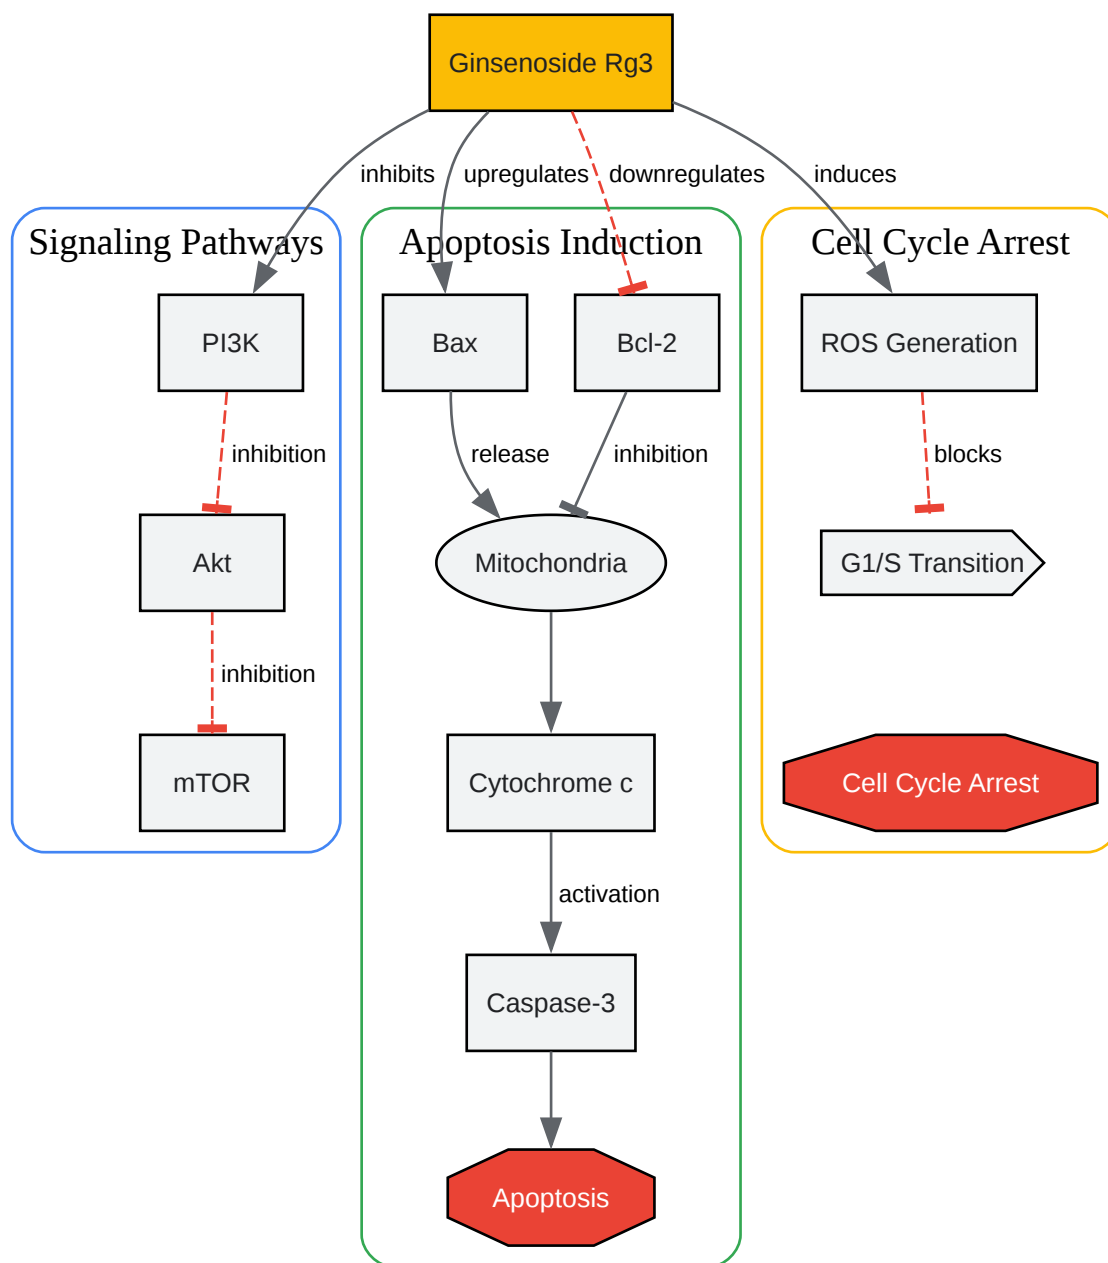 Ginsenoside Rg3
inhibits
upregulates
downregulates
induces
Signaling Pathways
Apoptosis Induction
Cell Cycle Arrest
PI3K
Bax
Bcl-2
ROS Generation
inhibition
release
inhibition
blocks
Akt
Mitochondria
G1/S Transition
inhibition
mTOR
Cytochrome c
Cell Cycle Arrest
activation
Caspase-3
Apoptosis